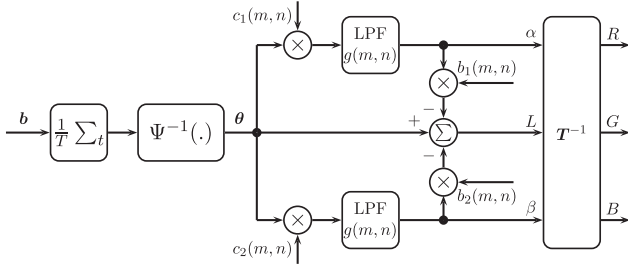 c₁(m, n)
LPF
g(m, n)
α
R
b₁(m, n)
b
1/T ∑ₜ
Ψ⁻¹(.)
θ
+
−
∑
−
L
T⁻¹
G
b₂(m, n)
LPF
g(m, n)
β
B
c₂(m, n)